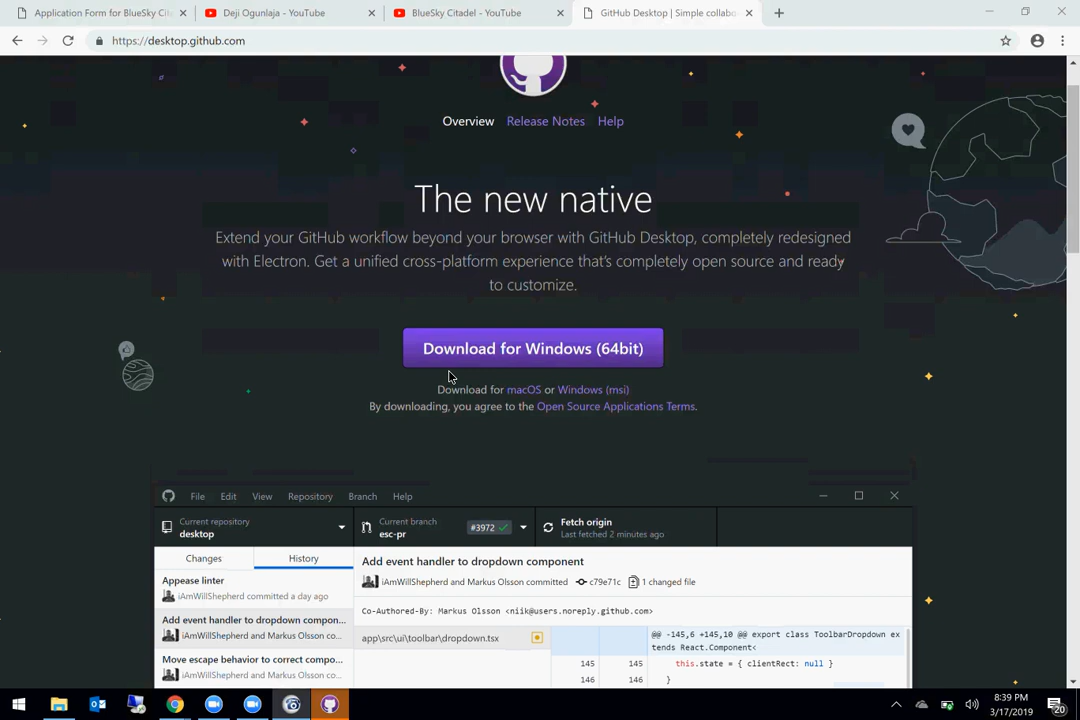 Application Form for BlueSky Cit
Deji Ogunlaja - YouTube
BlueSky Citadel - YouTube
GitHub Desktop | Simple collabo
https://desktop.github.com
Overview Release Notes Help
The new native
Extend your GitHub workflow beyond your browser with GitHub Desktop, completely redesigned
with Electron. Get a unified cross-platform experience that's completely open source and ready
to customize.
Download for Windows (64bit)
Download for macOS or Windows (msi)
By downloading, you agree to the Open Source Applications Terms.
File Edit View Repository Branch Help
Current repository
desktop
Current branch
esc-pr
#3972
Fetch origin
Last fetched 2 minutes ago
Changes
History
Add event handler to dropdown component
iAmWillShepherd and Markus Olsson committed
c79e71c
1 changed file
Appease linter
iAmWillShepherd committed a day ago
Co-Authored-By: Markus Olsson <niik@users.noreply.github.com>
Add event handler to dropdown compon...
iAmWillShepherd and Markus Olsson co...
app\src\ui\toolbar\dropdown.tsx
@@ -145,6 +145,10 @@ export class ToolbarDropdown ex
tends React.Component<
Move escape behavior to correct compo...
iAmWillShepherd and Markus Olsson co...
145 145 this.state = { clientRect: null }
146 146 }
8:39 PM
3/17/2019
20